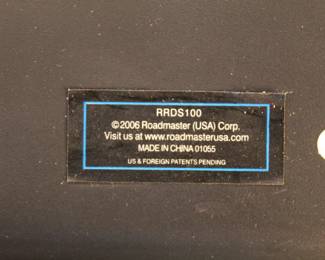 RRDS100
©2006 Roadmaster (USA) Corp.
Visit us at www.roadmasterusa.com
MADE IN CHINA 01055
US & FOREIGN PATENTS PENDING